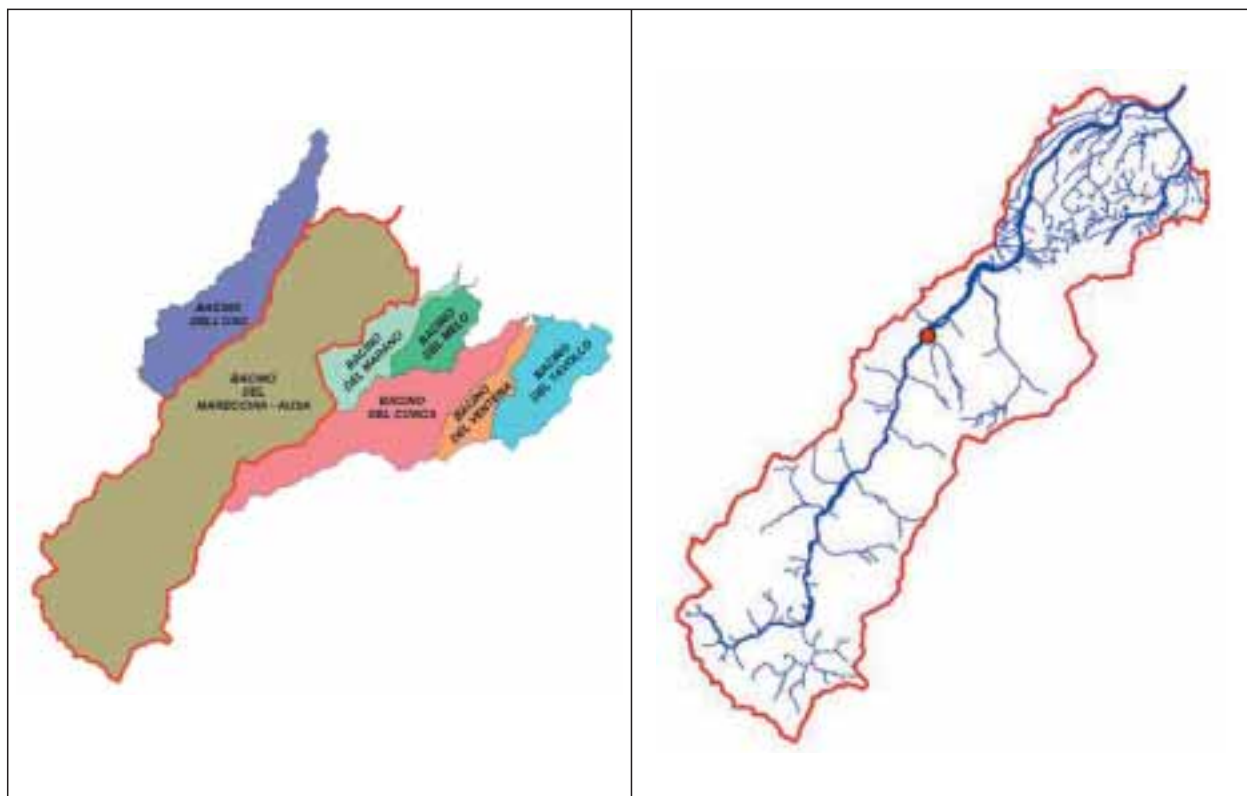 BACINO
DELL'USO
BACINO
DEL
MARECCHIA - AUSA
BACINO
DEL MARANO
BACINO
DEL MELO
BACINO
DEL CONCA
BACINO
DEL VENTENA
BACINO
DEL TAVOLLO